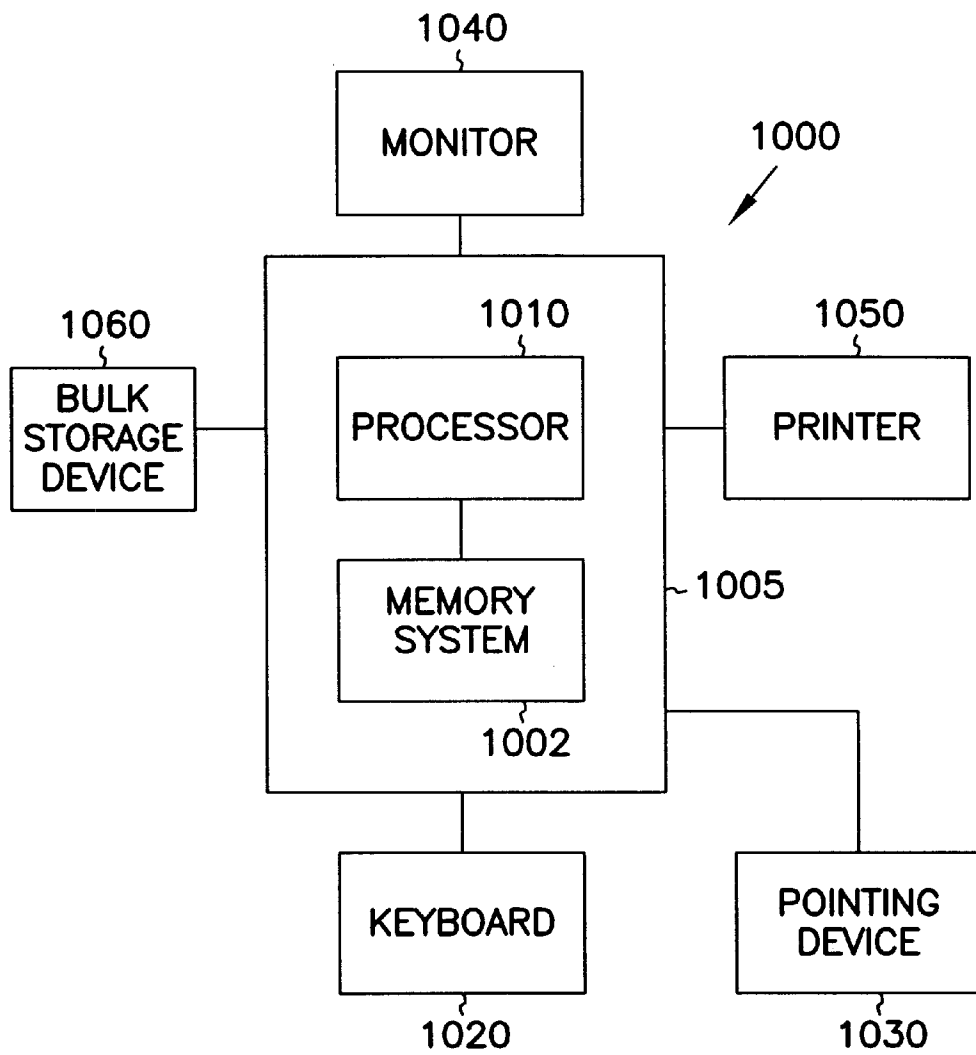 1040
MONITOR
1000
1060
BULK
STORAGE
DEVICE
1010
PROCESSOR
1050
PRINTER
MEMORY
SYSTEM
1002
1005
KEYBOARD
1020
POINTING
DEVICE
1030